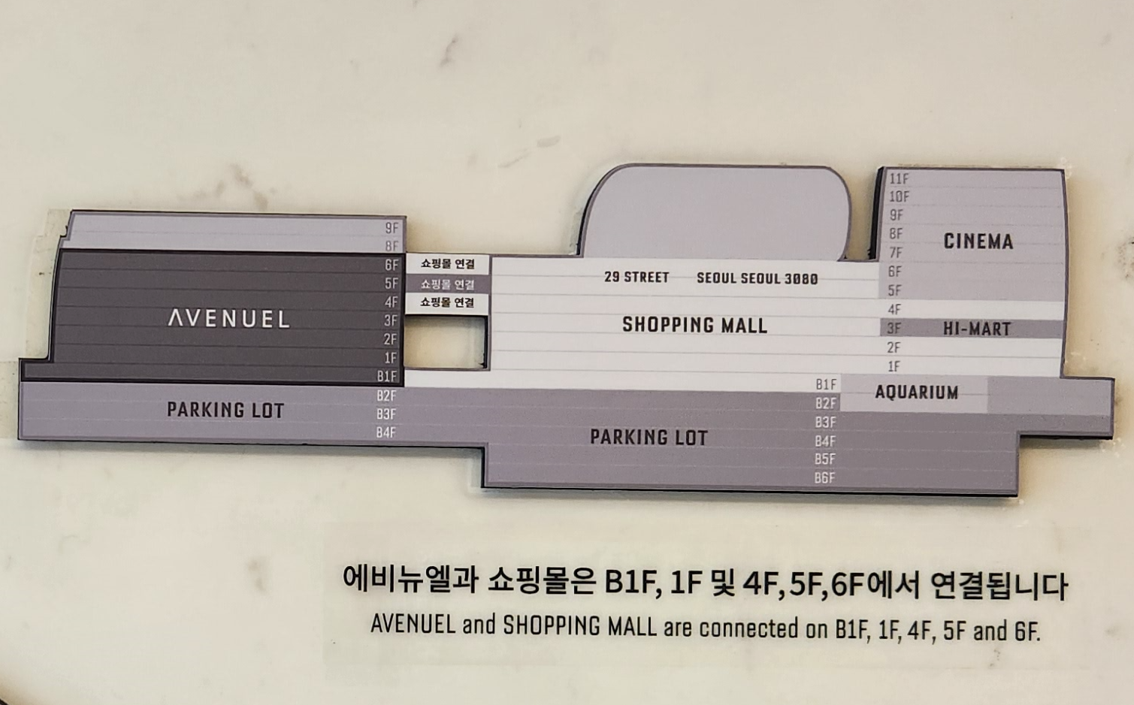 9F
8F
6F
5F
4F
3F
2F
1F
B1F
B2F
B3F
B4F
AVENUEL
PARKING LOT
쇼핑몰 연결
쇼핑몰 연결
쇼핑몰 연결
29 STREET SEOUL SEOUL 3080
SHOPPING MALL
B1F
B2F
B3F
B4F
B5F
B6F
PARKING LOT
11F
10F
9F
8F
7F
6F
5F
4F
3F
2F
1F
CINEMA
HI-MART
AQUARIUM
에비뉴엘과 쇼핑몰은 B1F, 1F 및 4F,5F,6F에서 연결됩니다
AVENUEL and SHOPPING MALL are connected on B1F, 1F, 4F, 5F and 6F.